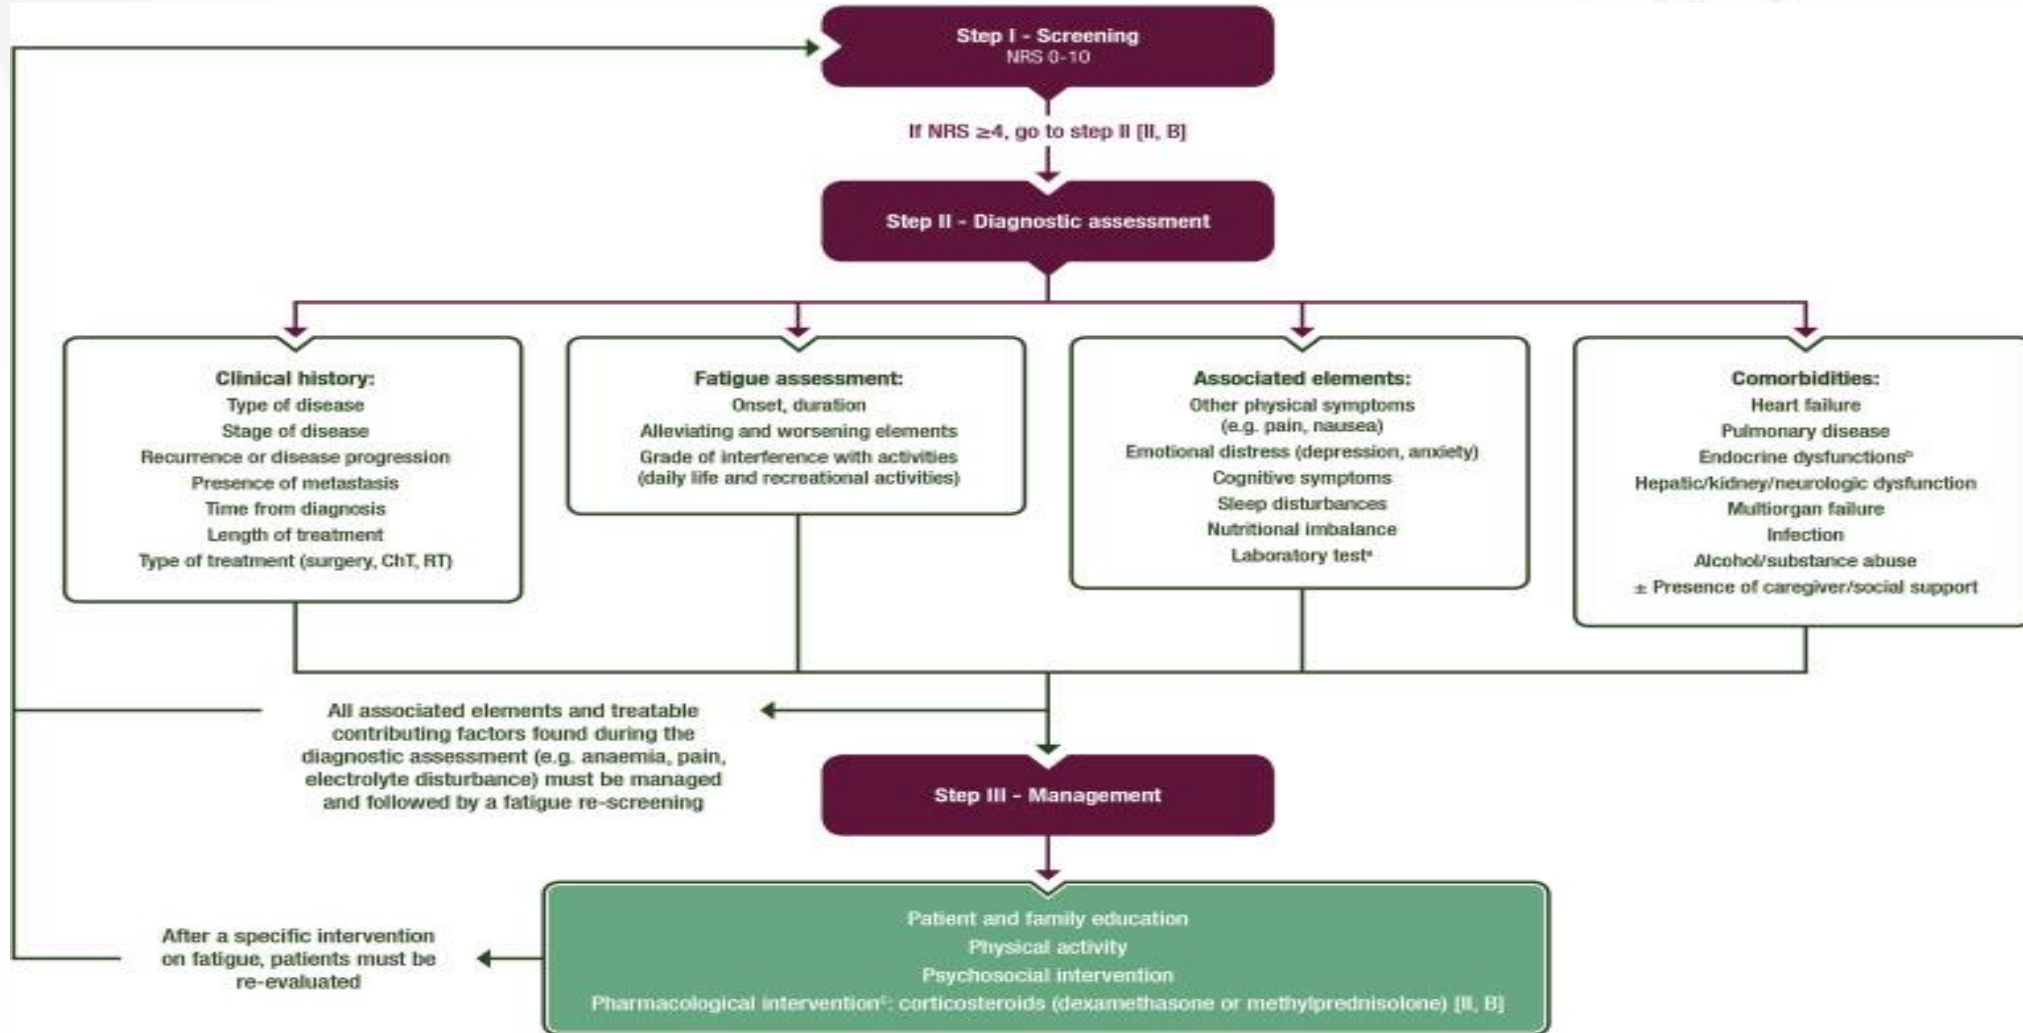 Step I - Screening
NRS 0-10
If NRS ≥4, go to step II [II, B]
Step II - Diagnostic assessment
Clinical history:
Type of disease
Stage of disease
Recurrence or disease progression
Presence of metastasis
Time from diagnosis
Length of treatment
Type of treatment (surgery, ChT, RT)
Fatigue assessment:
Onset, duration
Alleviating and worsening elements
Grade of interference with activities
(daily life and recreational activities)
Associated elements:
Other physical symptoms
(e.g. pain, nausea)
Emotional distress (depression, anxiety)
Cognitive symptoms
Sleep disturbances
Nutritional imbalance
Laboratory testᵃ
Comorbidities:
Heart failure
Pulmonary disease
Endocrine dysfunctionsᵇ
Hepatic/kidney/neurologic dysfunction
Multiorgan failure
Infection
Alcohol/substance abuse
± Presence of caregiver/social support
All associated elements and treatable
contributing factors found during the
diagnostic assessment (e.g. anaemia, pain,
electrolyte disturbance) must be managed
and followed by a fatigue re-screening
Step III - Management
After a specific intervention
on fatigue, patients must be
re-evaluated
Patient and family education
Physical activity
Psychosocial intervention
Pharmacological interventionᶜ: corticosteroids (dexamethasone or methylprednisolone) [II, B]